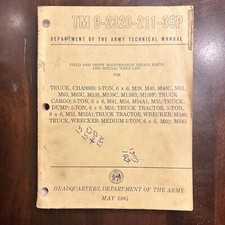 TM 9-2320-211-35P
DEPARTMENT OF THE ARMY TECHNICAL MANUAL
FIELD AND DEPOT MAINTENANCE REPAIR PARTS
AND SPECIAL TOOLS LIST
FOR
TRUCK, CHASSIS: 5-TON, 6 x 6, M39, M40, M40C, M61,
M63, M63C, M139, M139C, M139D, M139F; TRUCK
CARGO: 5-TON, 6 x 6, M41, M54, M54A1, M55; TRUCK,
DUMP: 5-TON, 6 x 6, M51; TRUCK TRACTOR, 5-TON,
6 x 6, M52, M52A1; TRUCK TRACTOR, WRECKER: M246;
TRUCK, WRECKER: MEDIUM 5-TON, 6 x 6, M62; M543
HEADQUARTERS, DEPARTMENT OF THE ARMY
MAY 1961